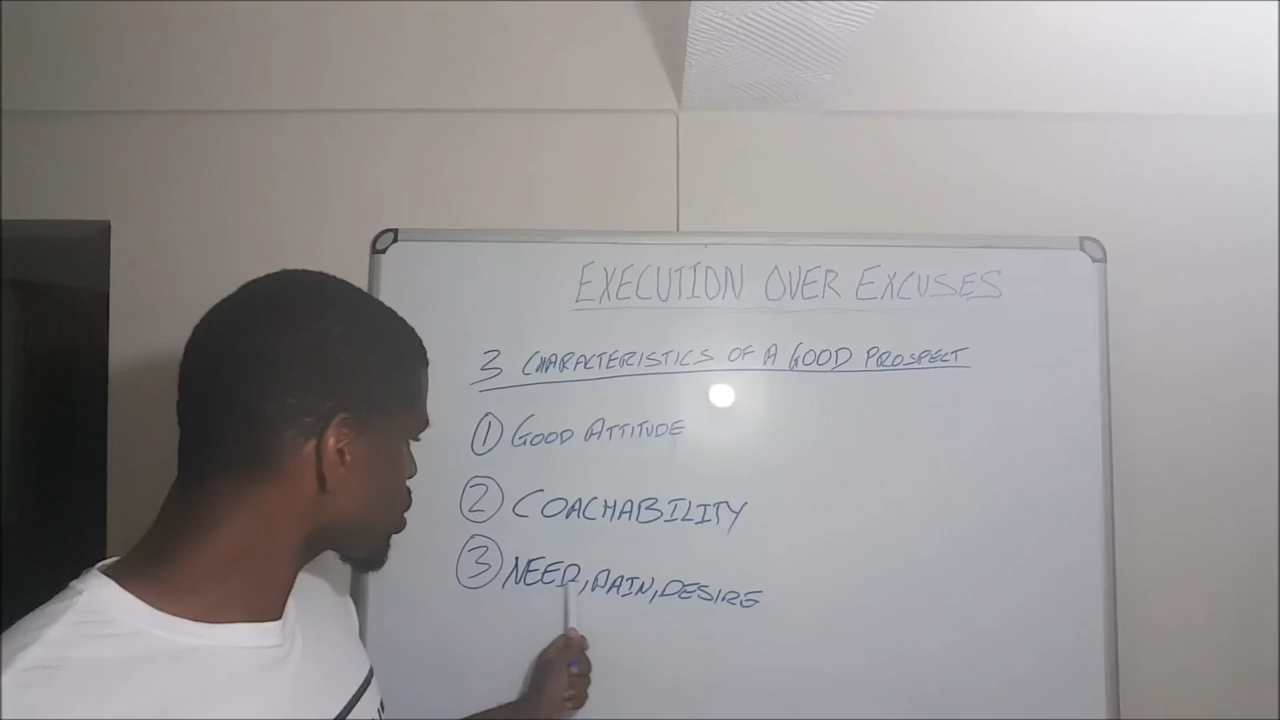 EXECUTION OVER EXCUSES
3 CHARACTERISTICS OF A GOOD PROSPECT
① GOOD ATTITUDE
② COACHABILITY
③ NEED, PAIN, DESIRE